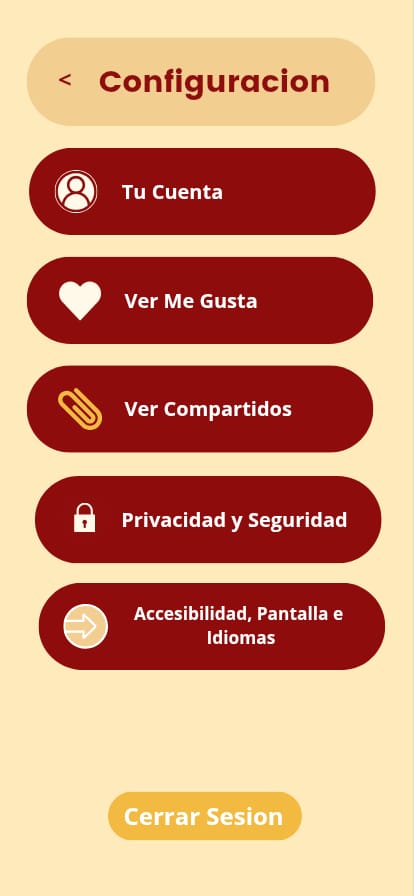 < Configuracion
Tu Cuenta
Ver Me Gusta
Ver Compartidos
Privacidad y Seguridad
Accesibilidad, Pantalla e
Idiomas
Cerrar Sesion